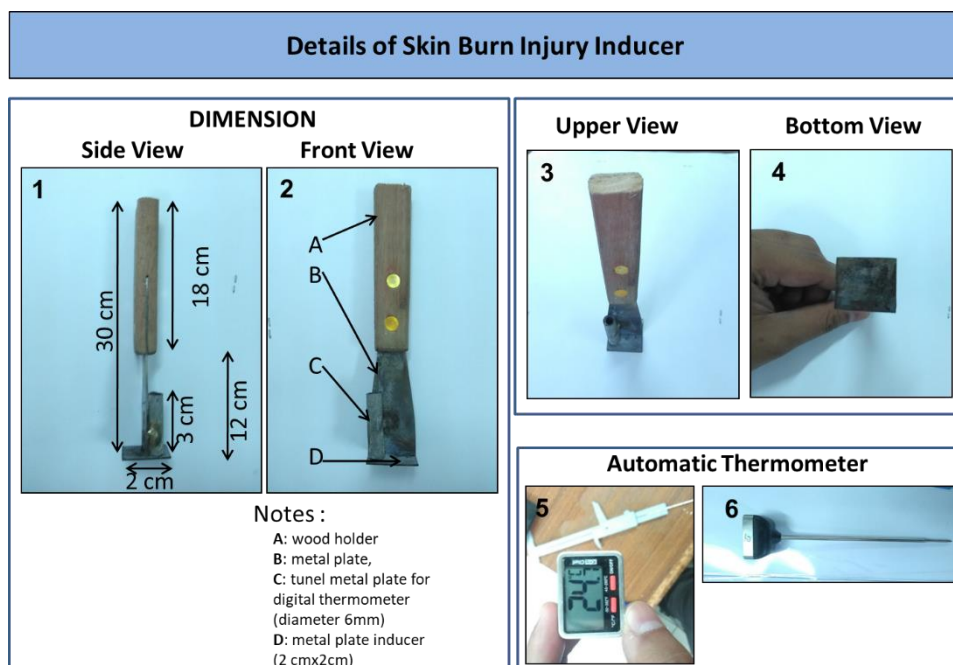 Details of Skin Burn Injury Inducer
DIMENSION
Side View
Front View
1
30 cm
18 cm
12 cm
3 cm
2 cm
2
A
B
C
D
Notes :
A: wood holder
B: metal plate,
C: tunel metal plate for
digital thermometer
(diameter 6mm)
D: metal plate inducer
(2 cmx2cm)
Upper View
Bottom View
3
4
Automatic Thermometer
5
6